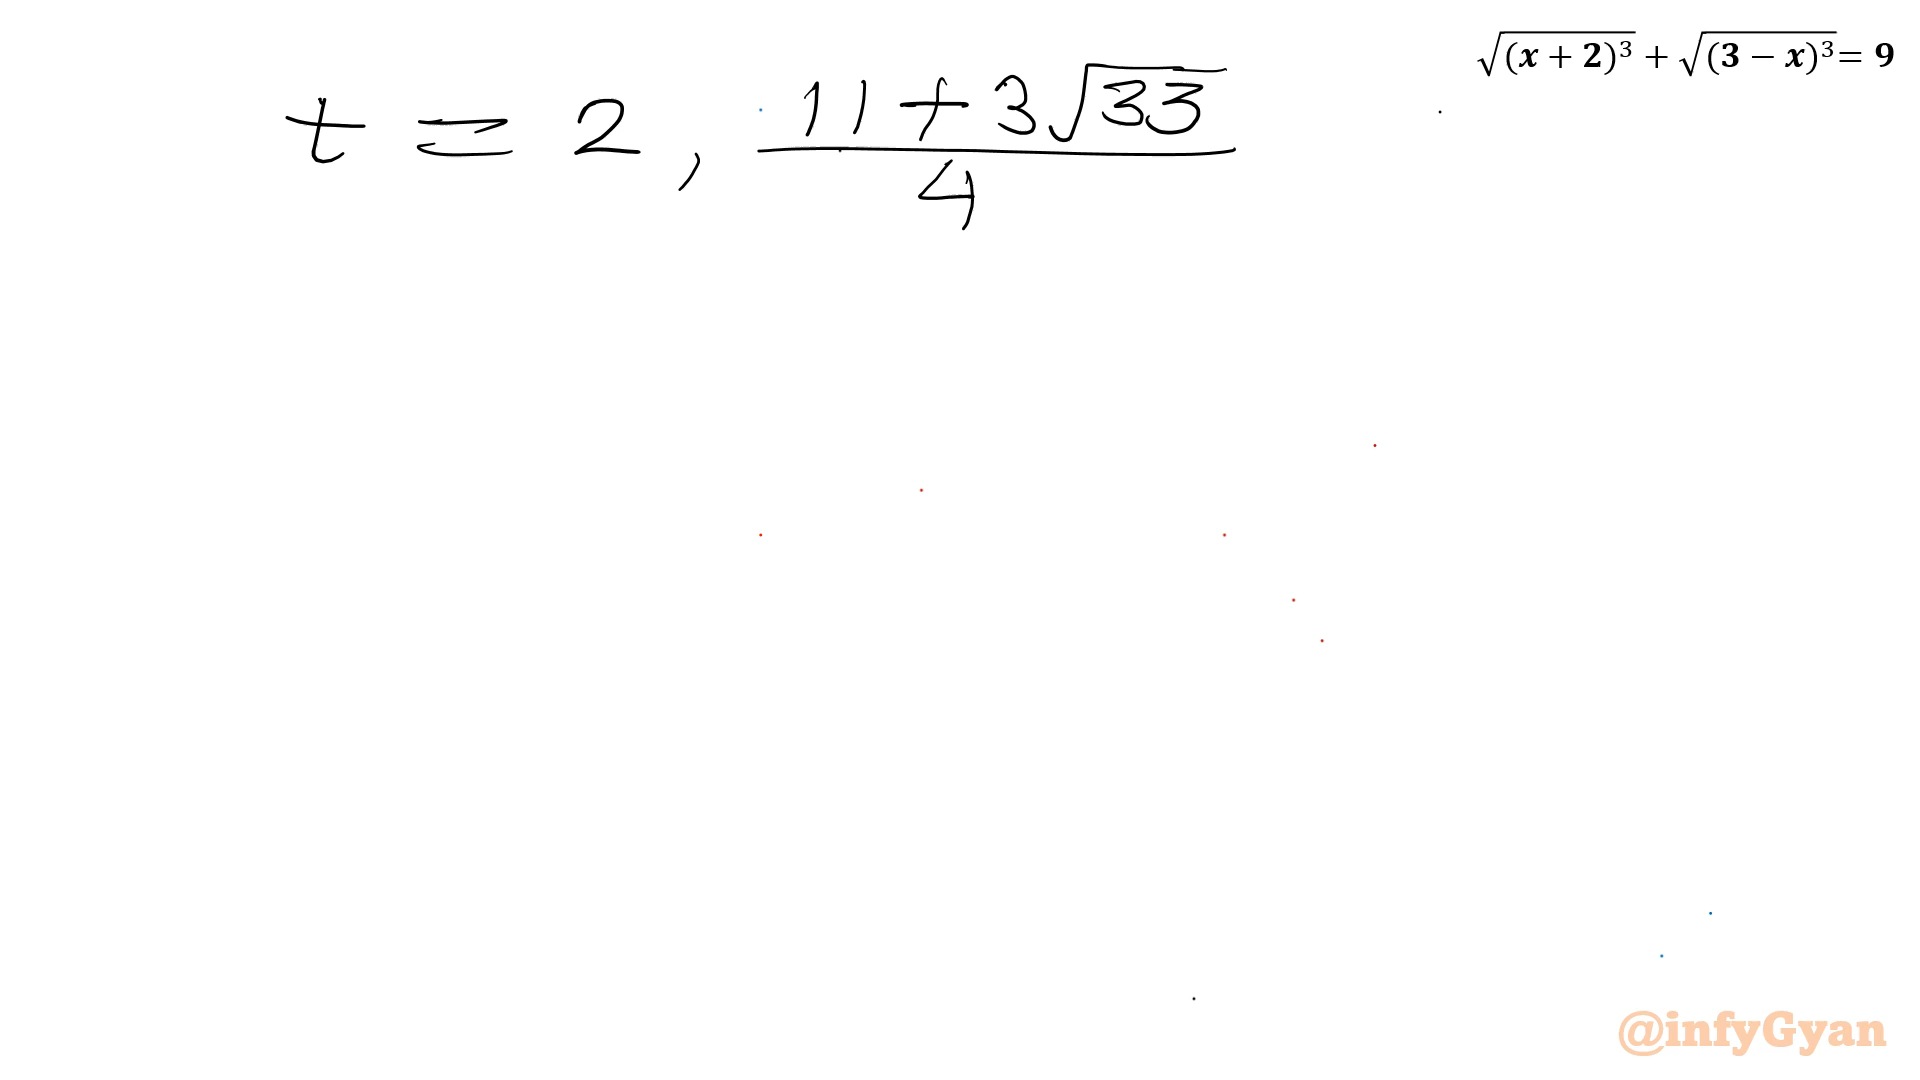 √(x + 2)³ + √(3 − x)³ = 9
t = 2, (11 + 3√33)/4
@infyGyan